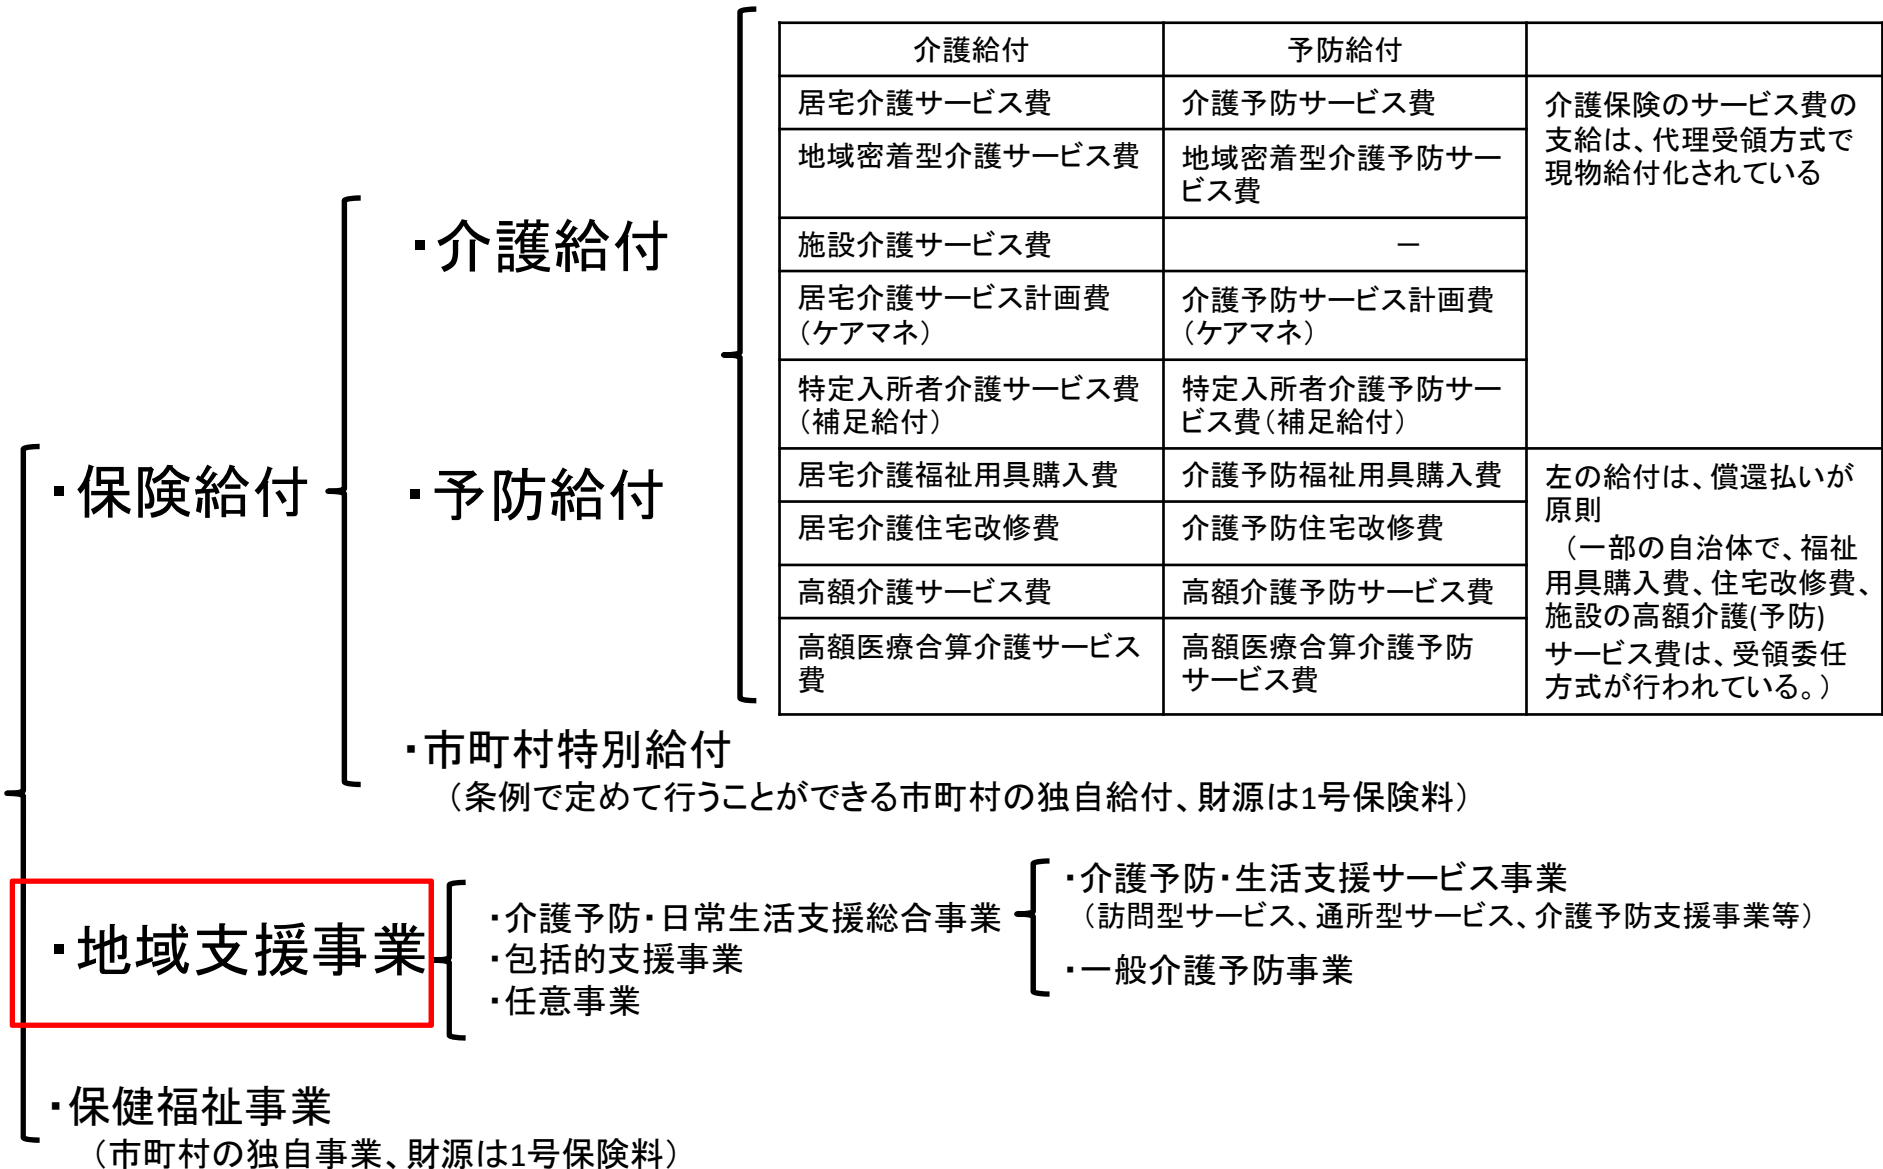 介護給付 予防給付
居宅介護サービス費 介護予防サービス費
地域密着型介護サービス費 地域密着型介護予防サー
ビス費
施設介護サービス費 －
居宅介護サービス計画費 介護予防サービス計画費
（ケアマネ） （ケアマネ）
特定入所者介護サービス費 特定入所者介護予防サー
（補足給付） ビス費（補足給付）
介護保険のサービス費の
支給は、代理受領方式で
現物給付化されている
居宅介護福祉用具購入費 介護予防福祉用具購入費
居宅介護住宅改修費 介護予防住宅改修費
高額介護サービス費 高額介護予防サービス費
高額医療合算介護サービス 高額医療合算介護予防
費 サービス費
左の給付は、償還払いが
原則
（一部の自治体で、福祉
用具購入費、住宅改修費、
施設の高額介護(予防)
サービス費は、受領委任
方式が行われている。）
・保険給付
・介護給付
・予防給付
・市町村特別給付
（条例で定めて行うことができる市町村の独自給付、財源は1号保険料）
・地域支援事業
・介護予防・日常生活支援総合事業
・包括的支援事業
・任意事業
・介護予防・生活支援サービス事業
（訪問型サービス、通所型サービス、介護予防支援事業等）
・一般介護予防事業
・保健福祉事業
（市町村の独自事業、財源は1号保険料）